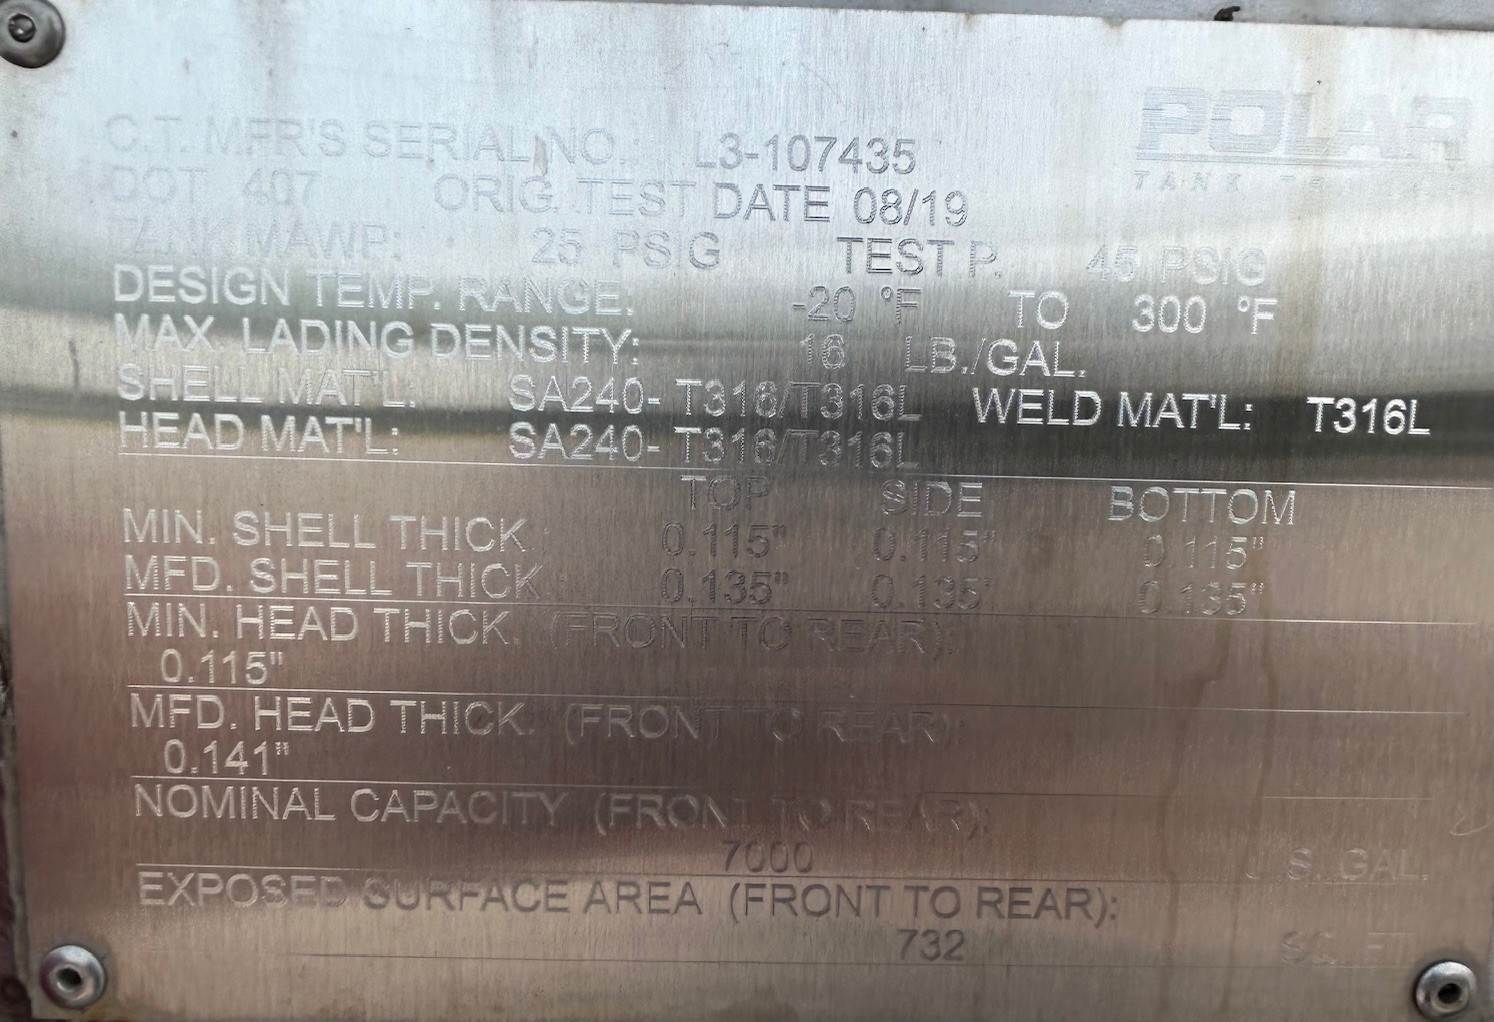 POLAR
TANK
C.T. MFR'S SERIAL NO. L3-107435
DOT 407 ORIG. TEST DATE 08/19
MAWP: 25 PSIG TEST P. 45 PSIG
DESIGN TEMP. RANGE. -20 °F TO 300 °F
MAX. LADING DENSITY: 16 LB./GAL.
SHELL MAT'L: SA240- T316/T316L WELD MAT'L: T316L
HEAD MAT'L: SA240- T316/T316L
TOP SIDE BOTTOM
MIN. SHELL THICK.: 0.115" 0.115" 0.115"
MFD. SHELL THICK.: 0.135" 0.135" 0.135"
MIN. HEAD THICK. (FRONT TO REAR):
0.115"
MFD. HEAD THICK. (FRONT TO REAR):
0.141"
NOMINAL CAPACITY (FRONT TO REAR):
7000 U.S. GAL.
EXPOSED SURFACE AREA (FRONT TO REAR):
732 SQ. FT.